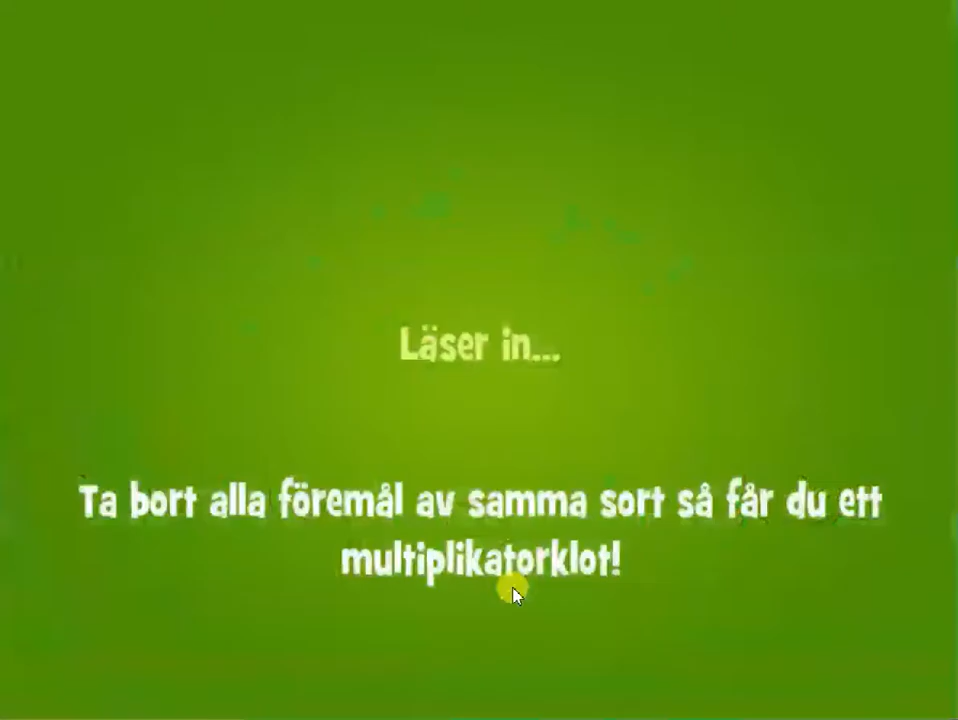 Läser in...
Ta bort alla föremål av samma sort så får du ett
multiplikatorklot!